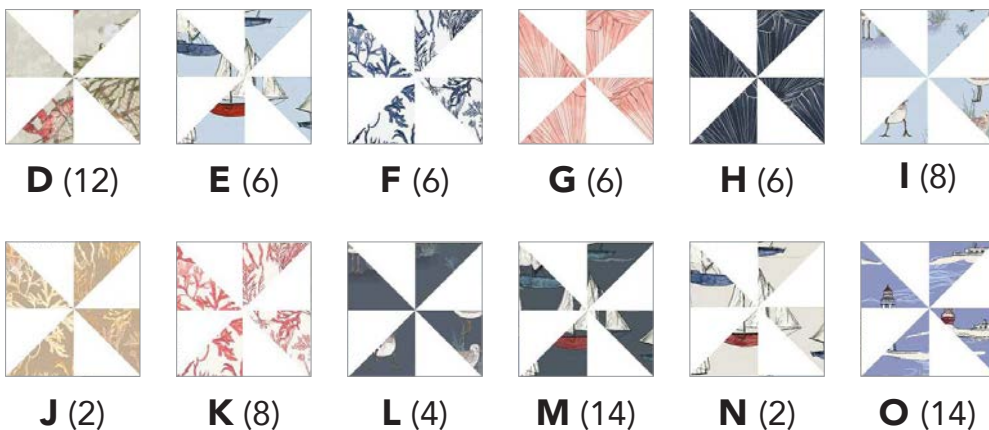 D (12) E (6) F (6) G (6) H (6) I (8)
J (2) K (8) L (4) M (14) N (2) O (14)